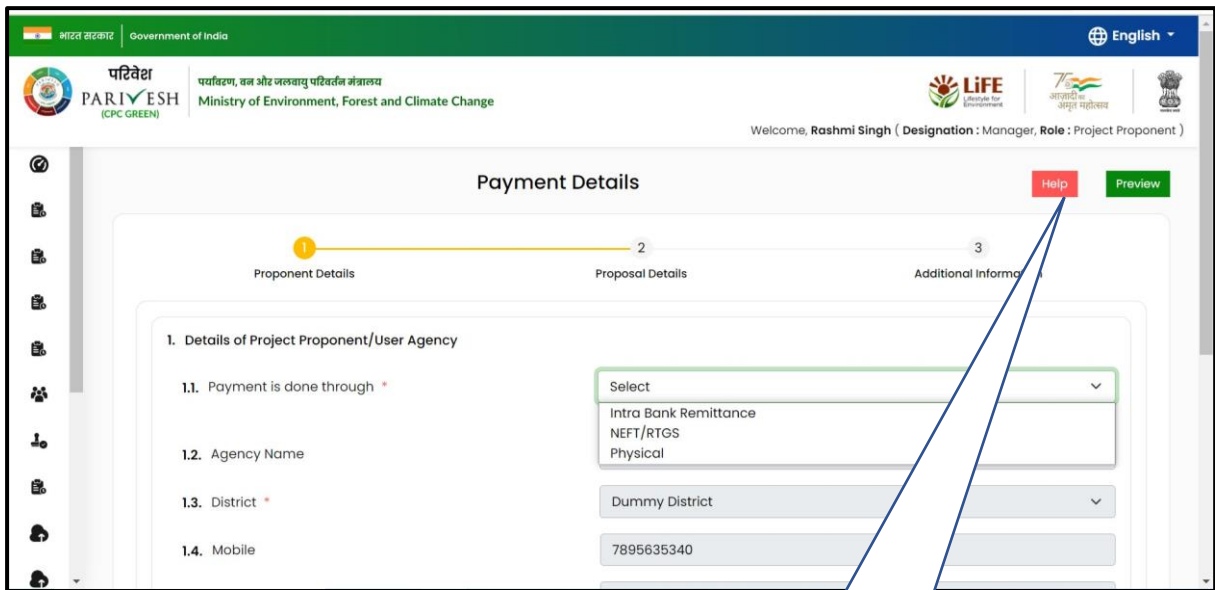 भारत सरकार Government of India
English
परिवेश
PARIVESH
(CPC GREEN)
पर्यावरण, वन और जलवायु परिवर्तन मंत्रालय
Ministry of Environment, Forest and Climate Change
LiFE
Lifestyle for
Environment
आज़ादी का
अमृत महोत्सव
Welcome, Rashmi Singh ( Designation : Manager, Role : Project Proponent )
Payment Details
Help
Preview
1 2 3
Proponent Details Proposal Details Additional Information
1. Details of Project Proponent/User Agency
1.1. Payment is done through * Select
Intra Bank Remittance
NEFT/RTGS
Physical
1.2. Agency Name
1.3. District * Dummy District
1.4. Mobile 7895635340